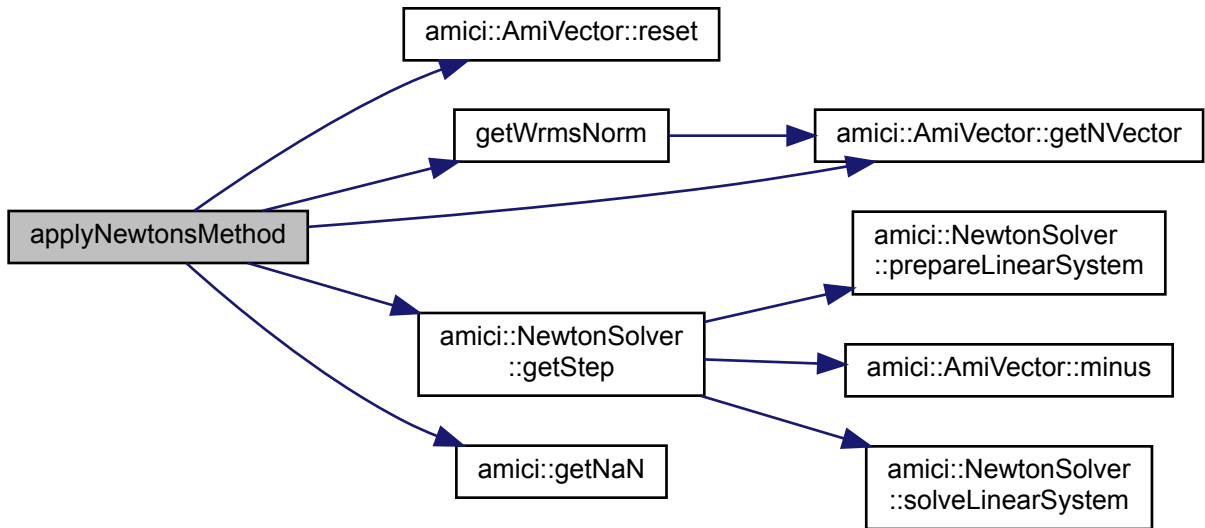 applyNewtonsMethod
amici::AmiVector::reset
getWrmsNorm
amici::AmiVector::getNVector
amici::NewtonSolver
::getStep
amici::NewtonSolver
::prepareLinearSystem
amici::AmiVector::minus
amici::NewtonSolver
::solveLinearSystem
amici::getNaN